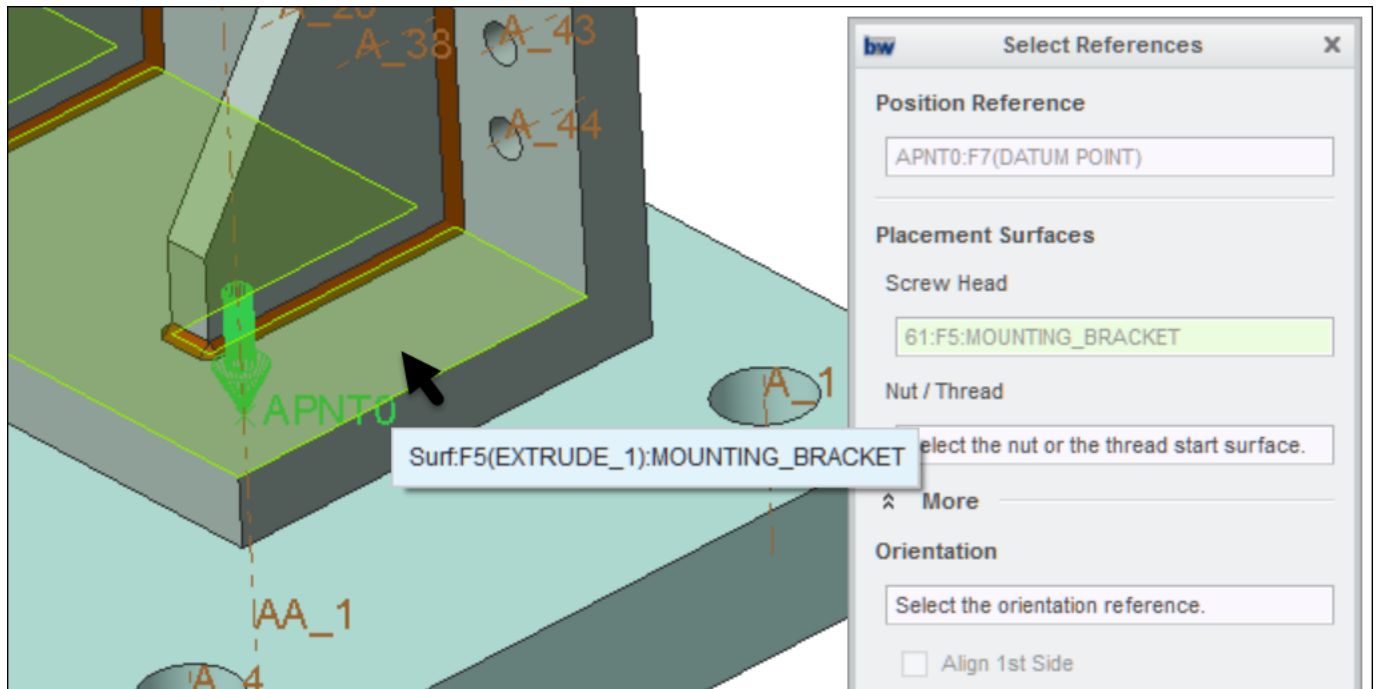 A_38
A_43
A_44
APNT0
A_1
AA_1
A_4
Surf:F5(EXTRUDE_1):MOUNTING_BRACKET
bw
Select References
Position Reference
APNT0:F7(DATUM POINT)
Placement Surfaces
Screw Head
61:F5:MOUNTING_BRACKET
Nut / Thread
elect the nut or the thread start surface.
More
Orientation
Select the orientation reference.
Align 1st Side